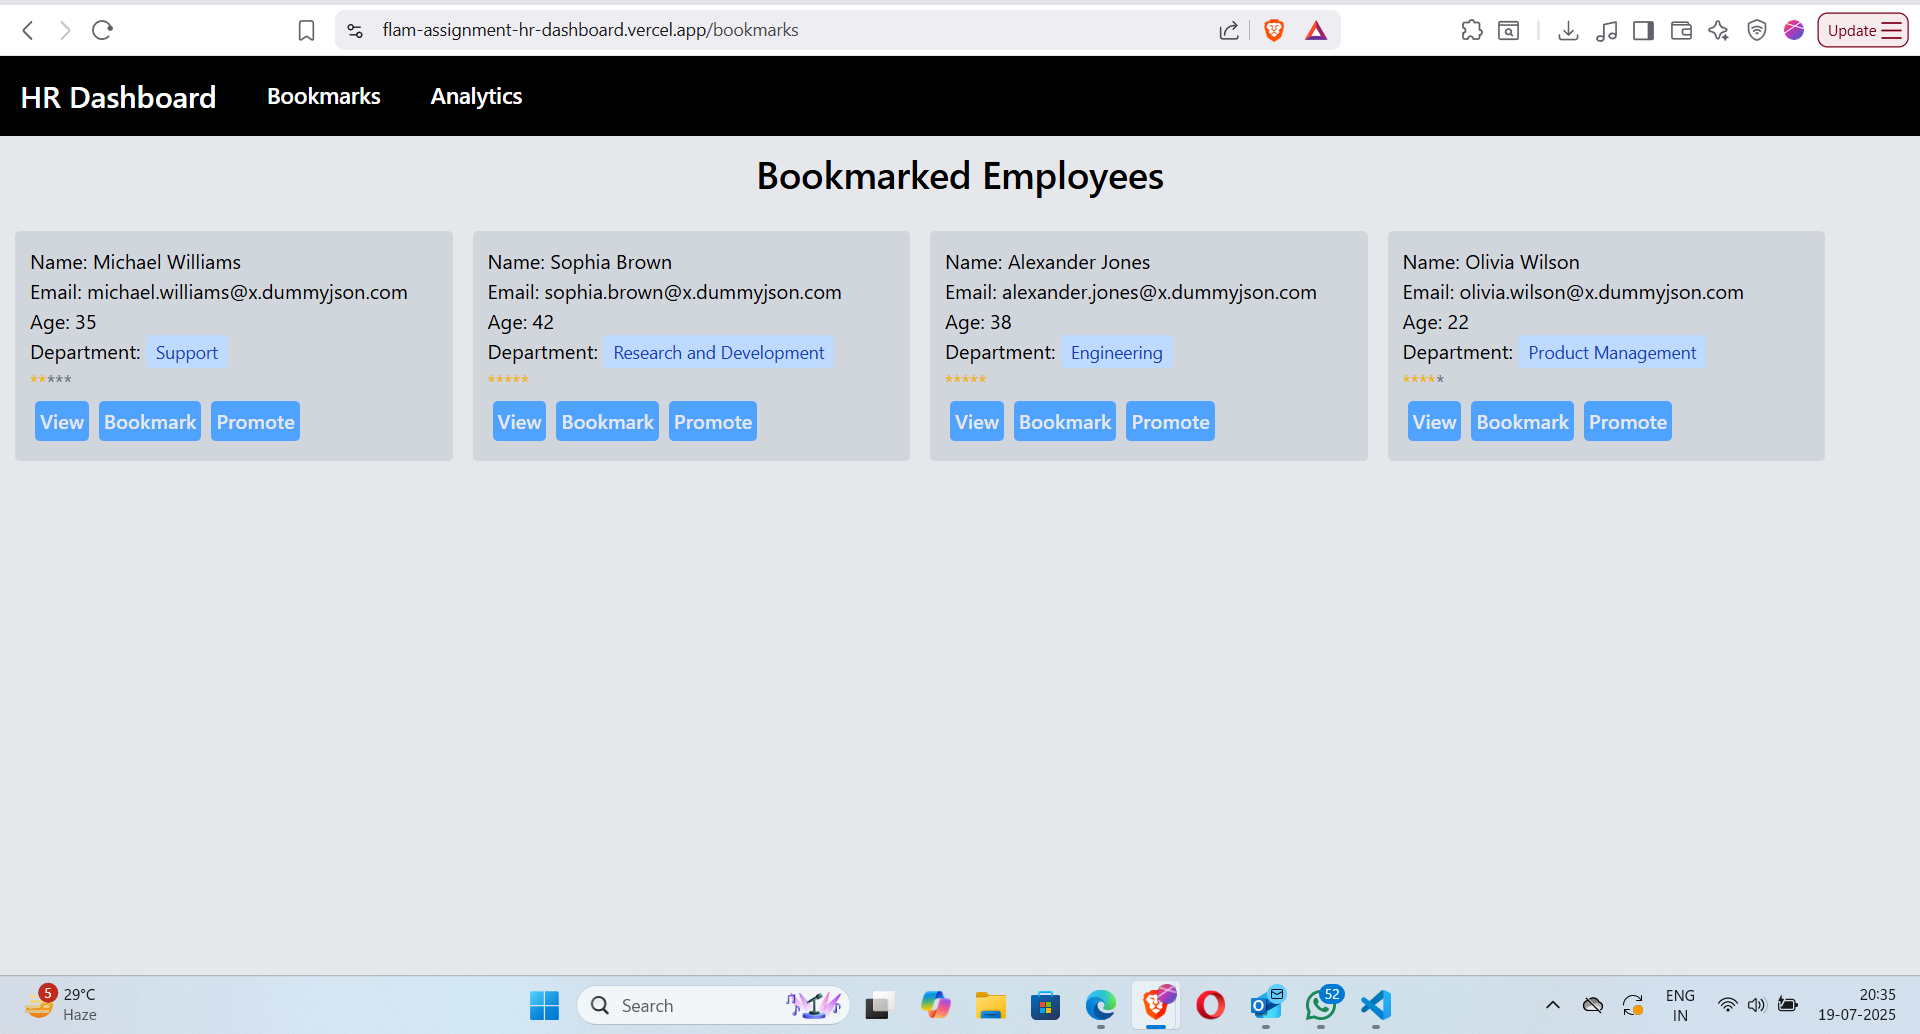 flam-assignment-hr-dashboard.vercel.app/bookmarks
Update
HR Dashboard
Bookmarks
Analytics
Bookmarked Employees
Name: Michael Williams
Email: michael.williams@x.dummyjson.com
Age: 35
Department: Support
*****
View Bookmark Promote
Name: Sophia Brown
Email: sophia.brown@x.dummyjson.com
Age: 42
Department: Research and Development
*****
View Bookmark Promote
Name: Alexander Jones
Email: alexander.jones@x.dummyjson.com
Age: 38
Department: Engineering
*****
View Bookmark Promote
Name: Olivia Wilson
Email: olivia.wilson@x.dummyjson.com
Age: 22
Department: Product Management
*****
View Bookmark Promote
5
29°C
Haze
Search
52
ENG
IN
20:35
19-07-2025